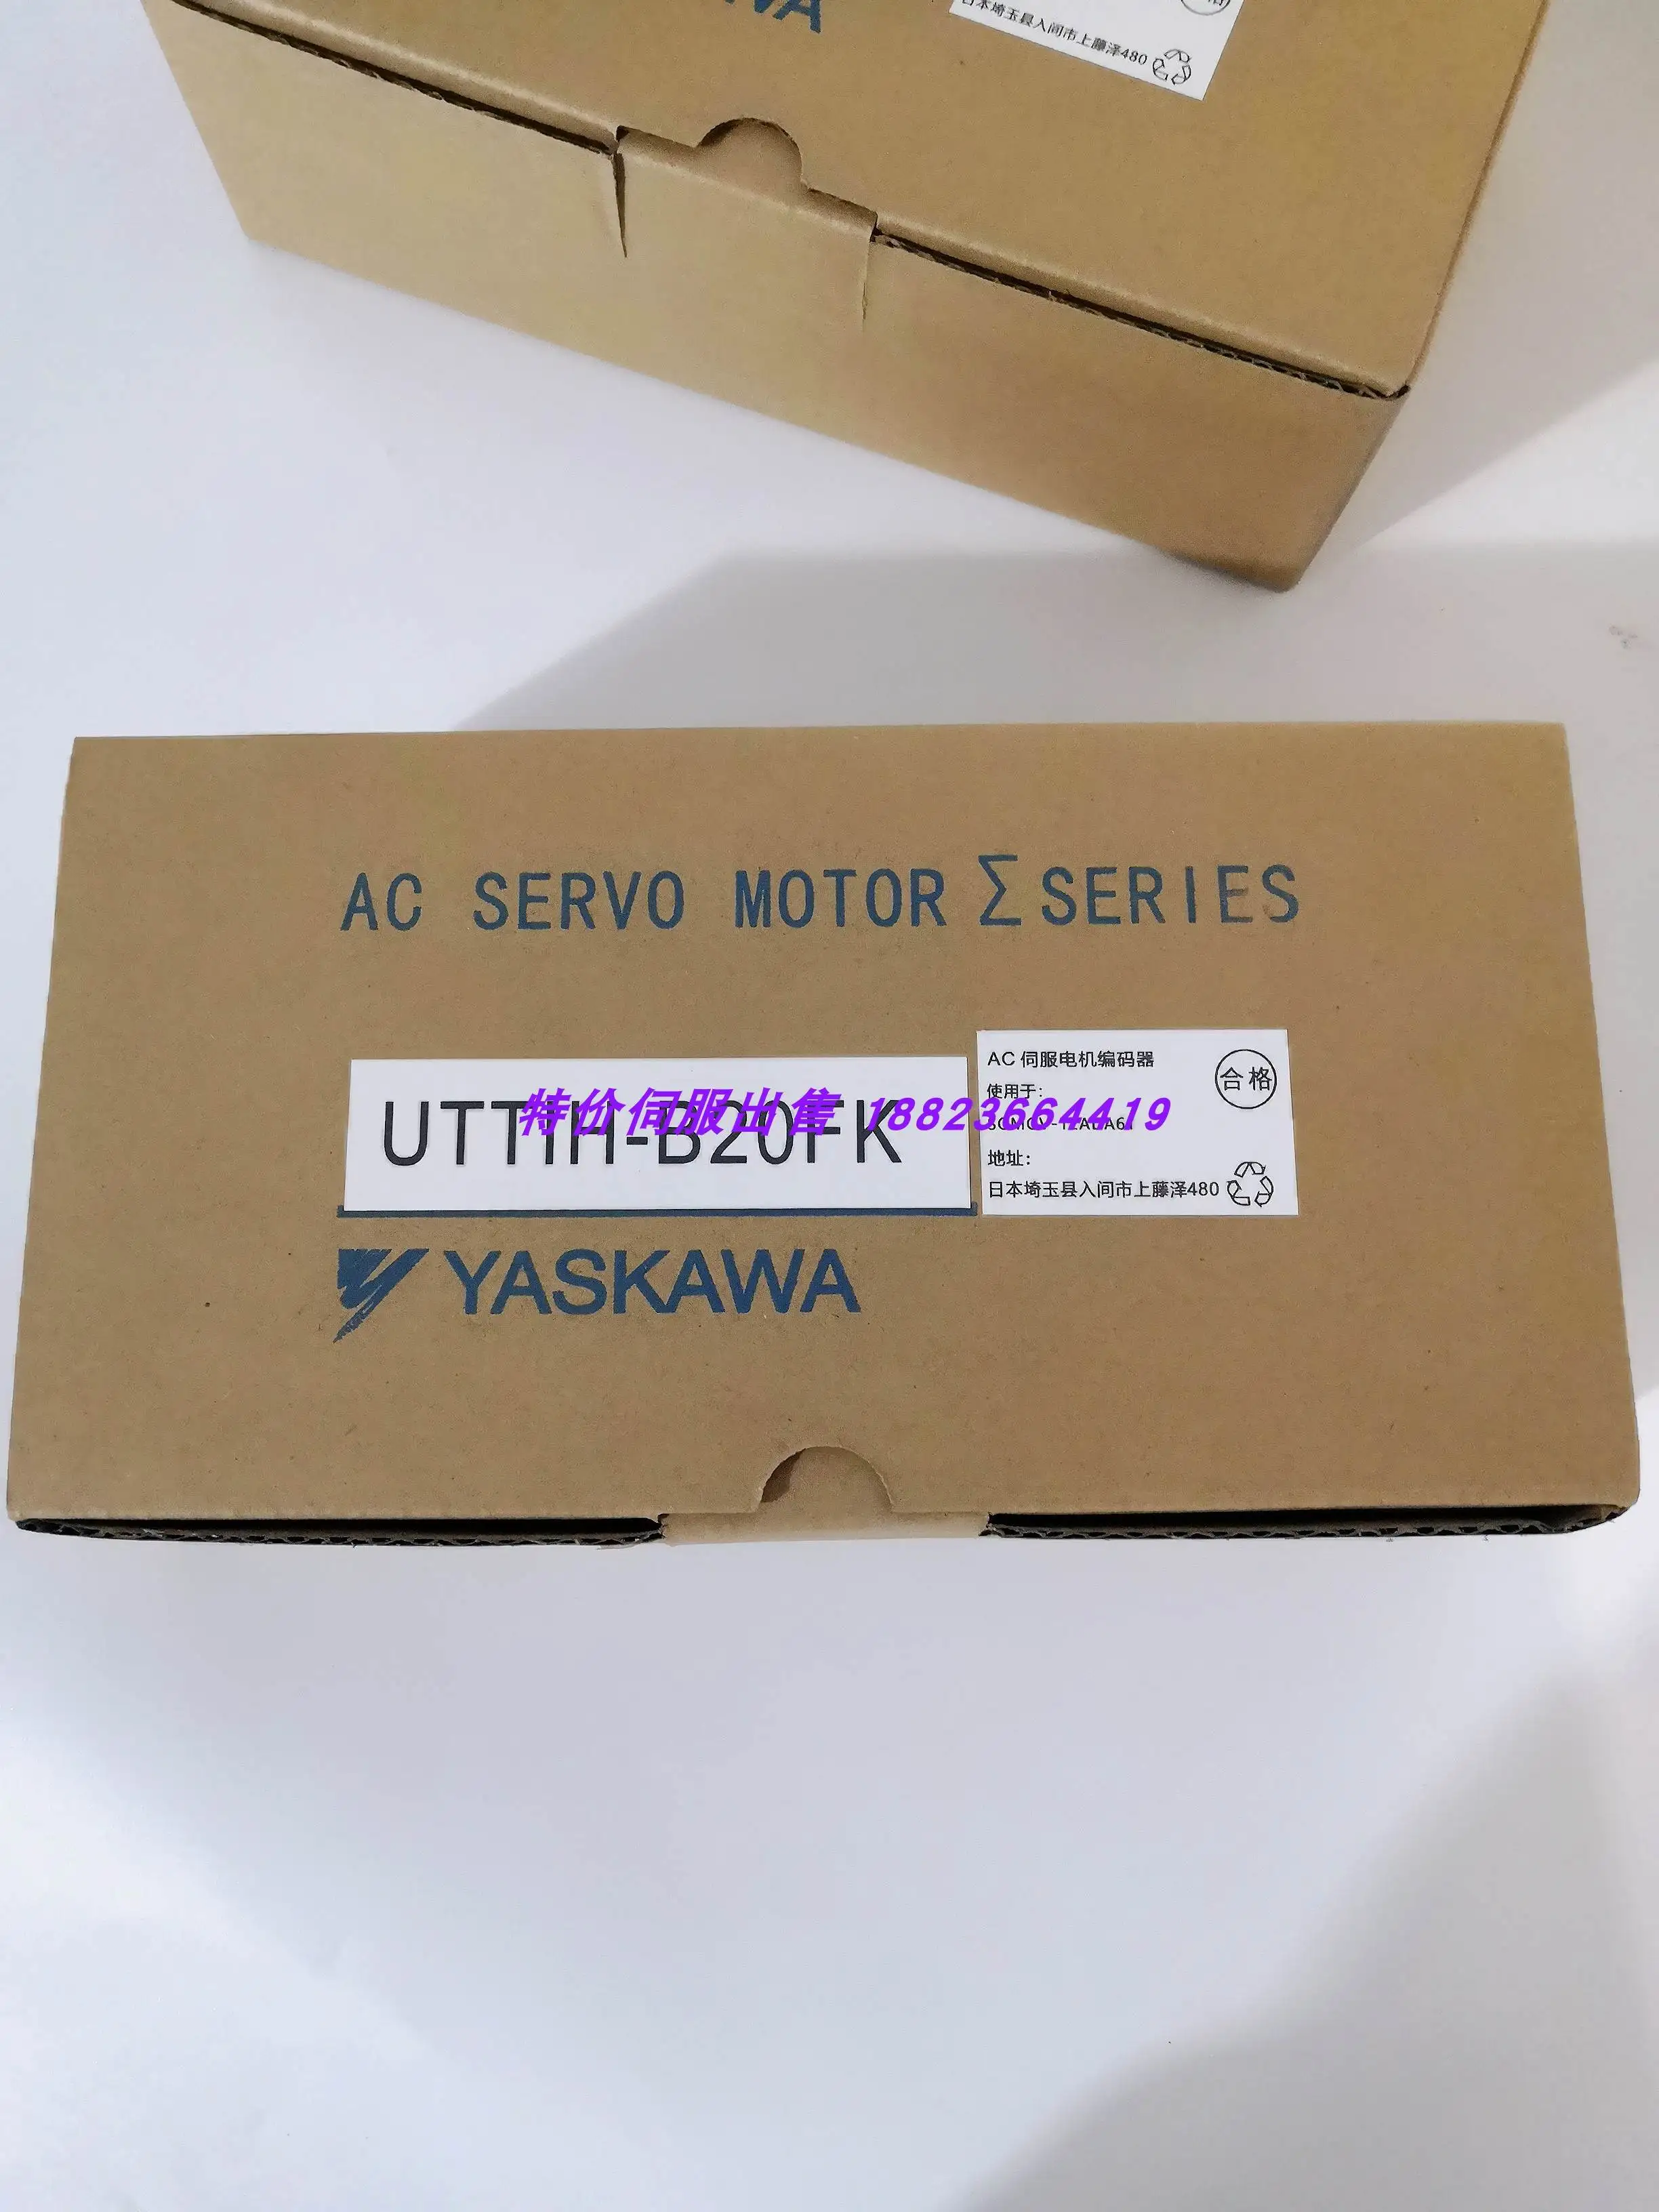 日本埼玉县入间市上藤泽480
AC SERVO MOTOR Σ SERIES
UTTIH-B20FK
特价伺服出售 18823664419
AC 伺服电机编码器
合格
使用于:
地址:
日本埼玉县入间市上藤泽480
YASKAWA